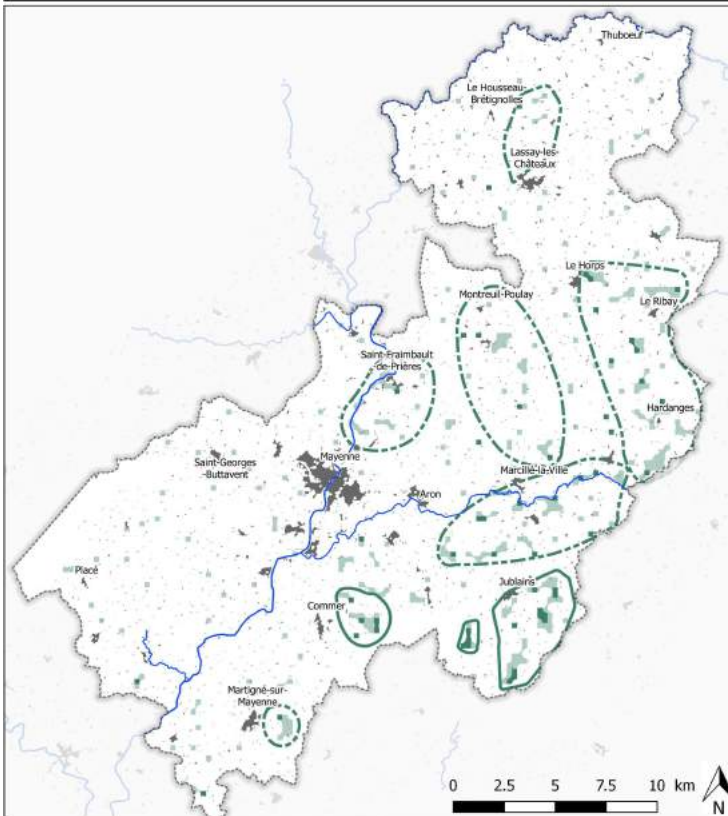 Thuboeuf
Le Housseau-
Brétignolles
Lassay-les-
Châteaux
Le Horps
Montreuil-Poulay
Le Ribay
Saint-Fraimbault
-de-Prières
Hardanges
Saint-Georges
-Buttavent
Mayenne
Marcillé-la-Ville
Aron
Placé
Jublains
Commer
Martigné-sur-
Mayenne
0 2.5 5 7.5 10 km
N